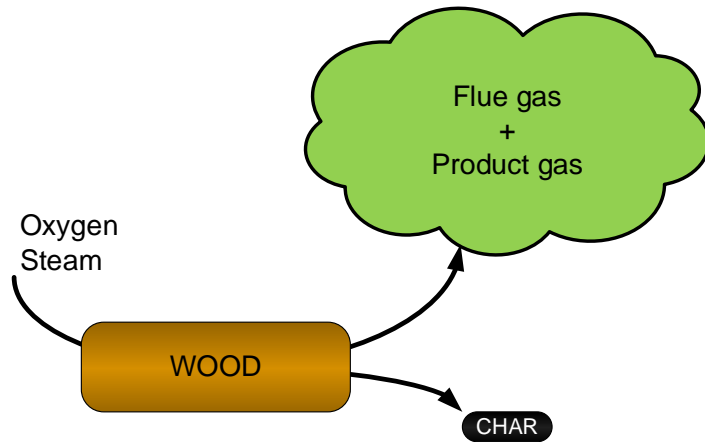 Flue gas
+
Product gas
Oxygen
Steam
WOOD
CHAR